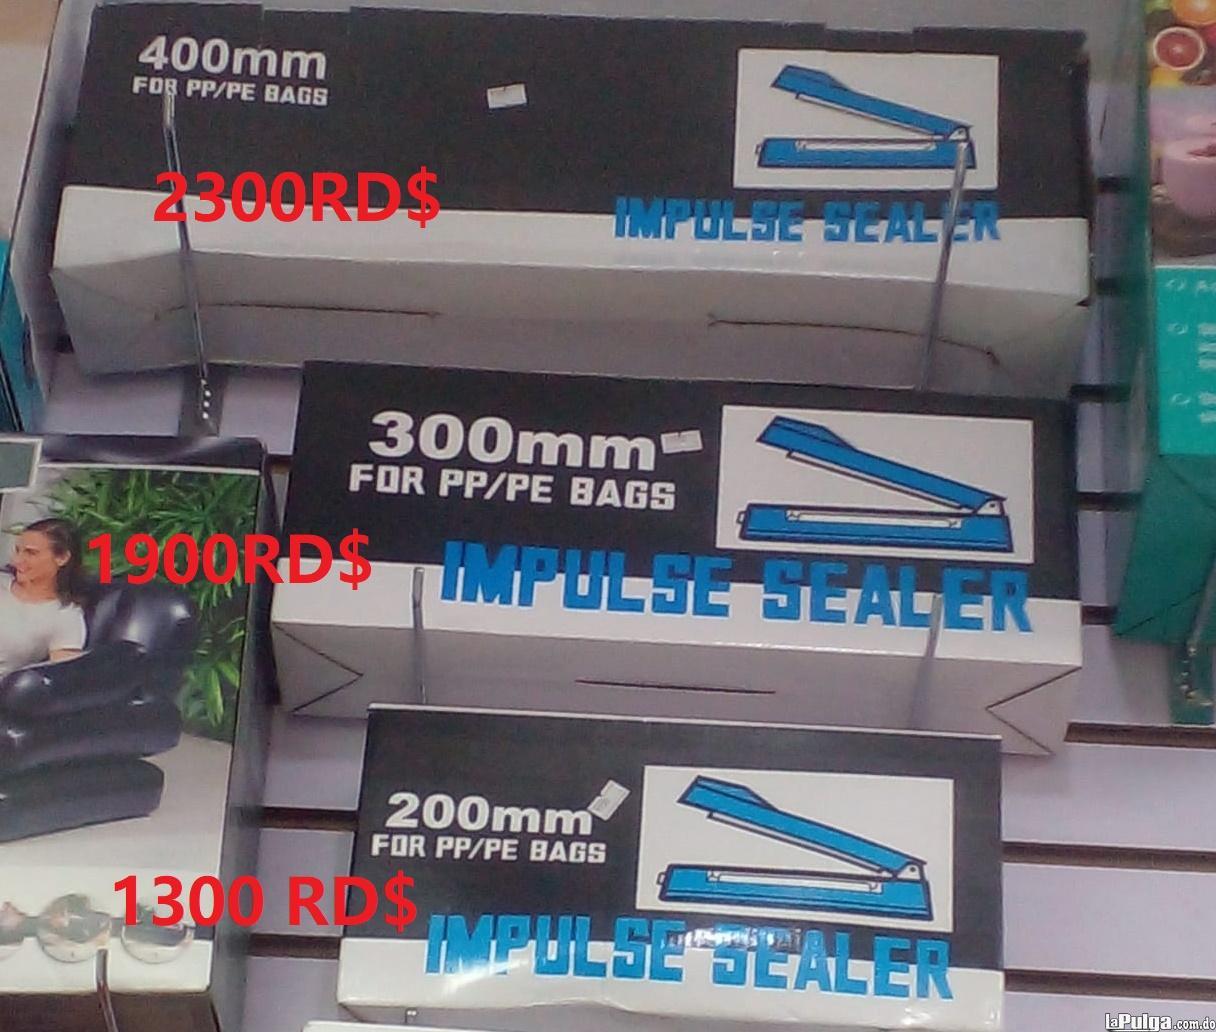 400mm
FOR PP/PE BAGS
2300RD$
IMPULSE SEALER
300mm
FOR PP/PE BAGS
1900RD$
IMPULSE SEALER
200mm
FOR PP/PE BAGS
1300 RD$
IMPULSE SEALER
laPulga.com.do